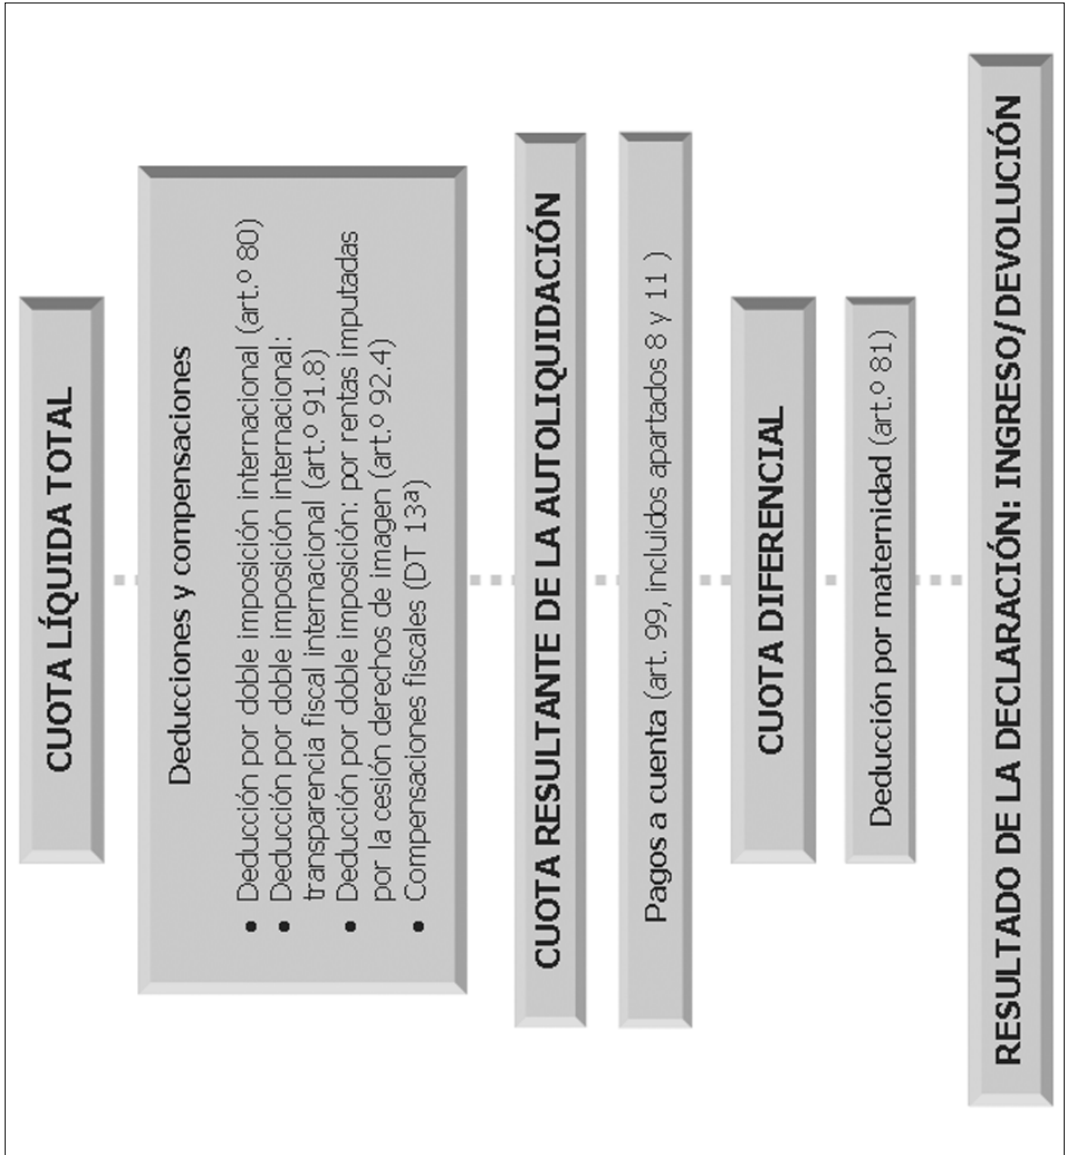 CUOTA LÍQUIDA TOTAL
Deducciones y compensaciones
• Deducción por doble imposición internacional (art.º 80)
• Deducción por doble imposición internacional:
transparencia fiscal internacional (art.º 91.8)
• Deducción por doble imposición: por rentas imputadas
por la cesión derechos de imagen (art.º 92.4)
• Compensaciones fiscales (DT 13ª)
CUOTA RESULTANTE DE LA AUTOLIQUIDACIÓN
Pagos a cuenta (art. 99, incluidos apartados 8 y 11 )
CUOTA DIFERENCIAL
Deducción por maternidad (art.º 81)
RESULTADO DE LA DECLARACIÓN: INGRESO/DEVOLUCIÓN